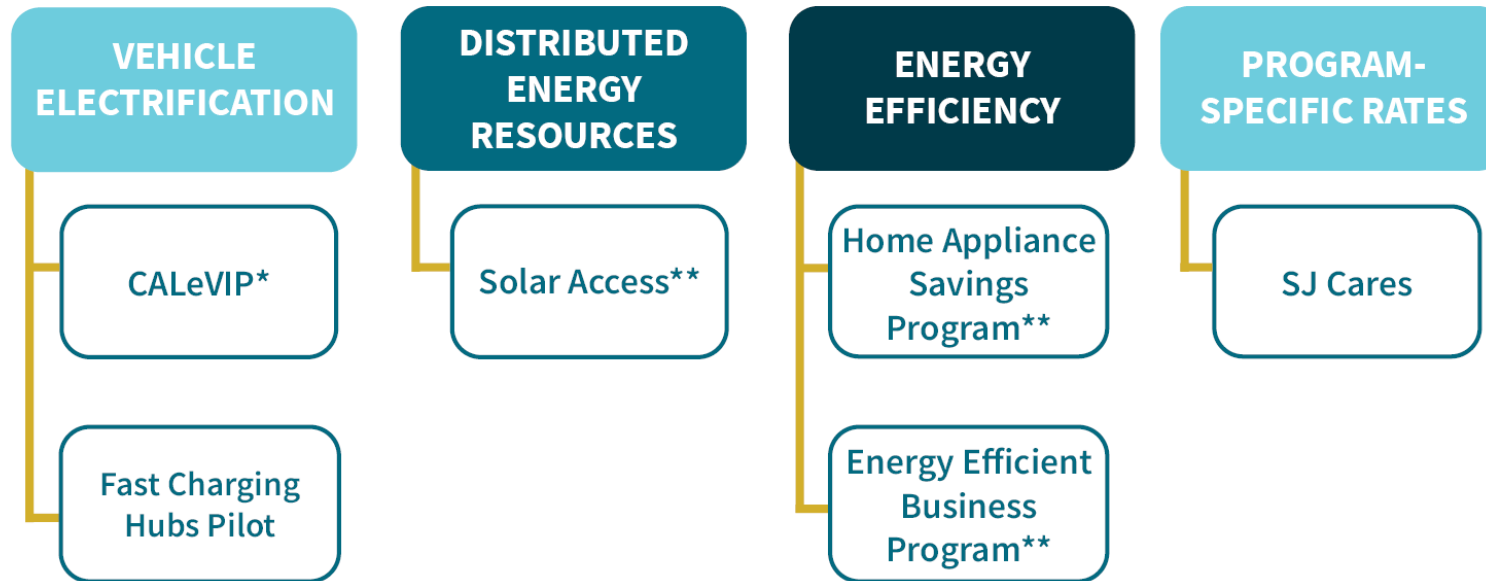 VEHICLE
ELECTRIFICATION
CALeVIP*
Fast Charging
Hubs Pilot
DISTRIBUTED
ENERGY
RESOURCES
Solar Access**
ENERGY
EFFICIENCY
Home Appliance
Savings
Program**
Energy Efficient
Business
Program**
PROGRAM-
SPECIFIC RATES
SJ Cares